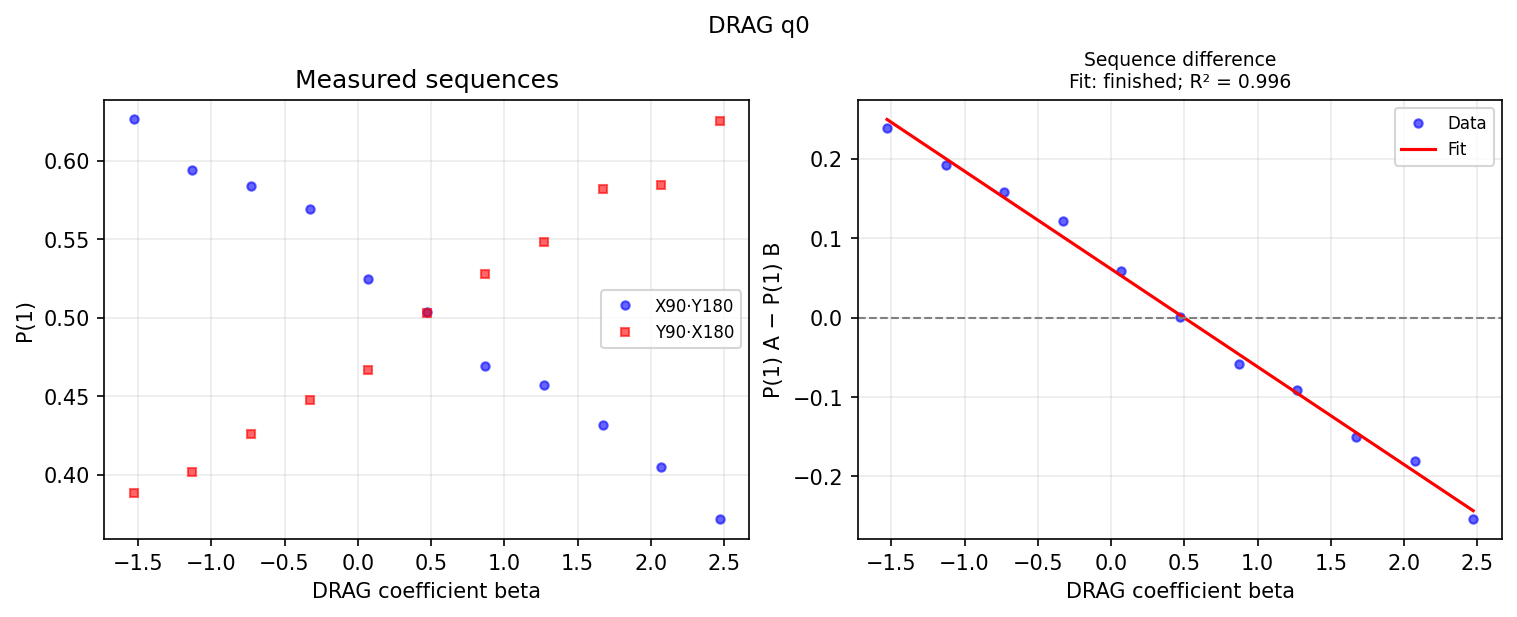 DRAG q0
Measured sequences
P(1)
0.60
0.55
0.50
0.45
0.40
X90·Y180
Y90·X180
−1.5 −1.0 −0.5 0.0 0.5 1.0 1.5 2.0 2.5
DRAG coefficient beta
Sequence difference
Fit: finished; R² = 0.996
P(1) A − P(1) B
0.2
0.1
0.0
−0.1
−0.2
Data
Fit
−1.5 −1.0 −0.5 0.0 0.5 1.0 1.5 2.0 2.5
DRAG coefficient beta